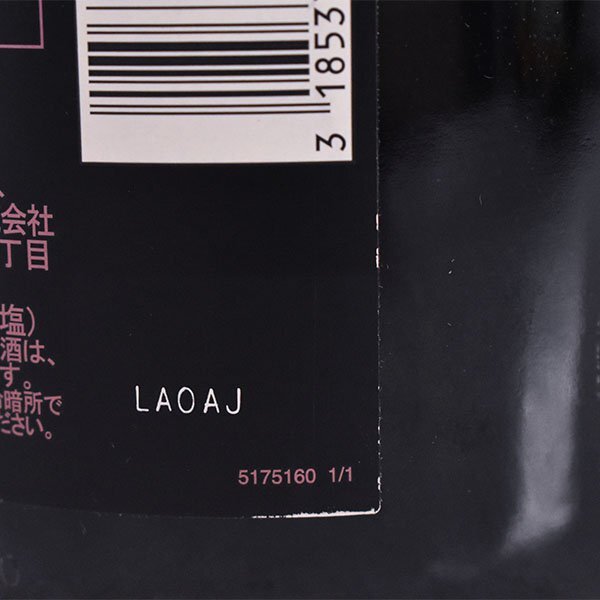 3 18537
会社
丁目
塩)
酒は、
す。
暗所で
ださい。
LAOAJ
5175160 1/1